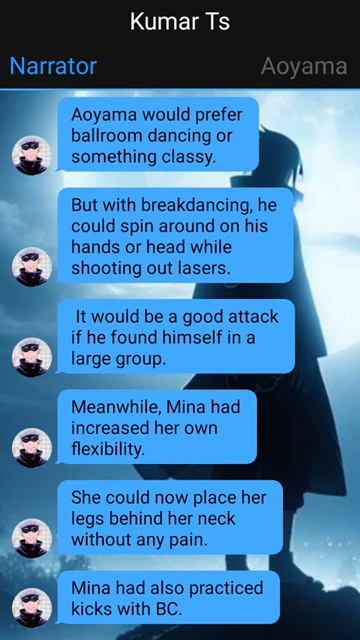 Kumar Ts
Narrator
Aoyama
Aoyama would prefer
ballroom dancing or
something classy.
But with breakdancing, he
could spin around on his
hands or head while
shooting out lasers.
It would be a good attack
if he found himself in a
large group.
Meanwhile, Mina had
increased her own
flexibility.
She could now place her
legs behind her neck
without any pain.
Mina had also practiced
kicks with BC.